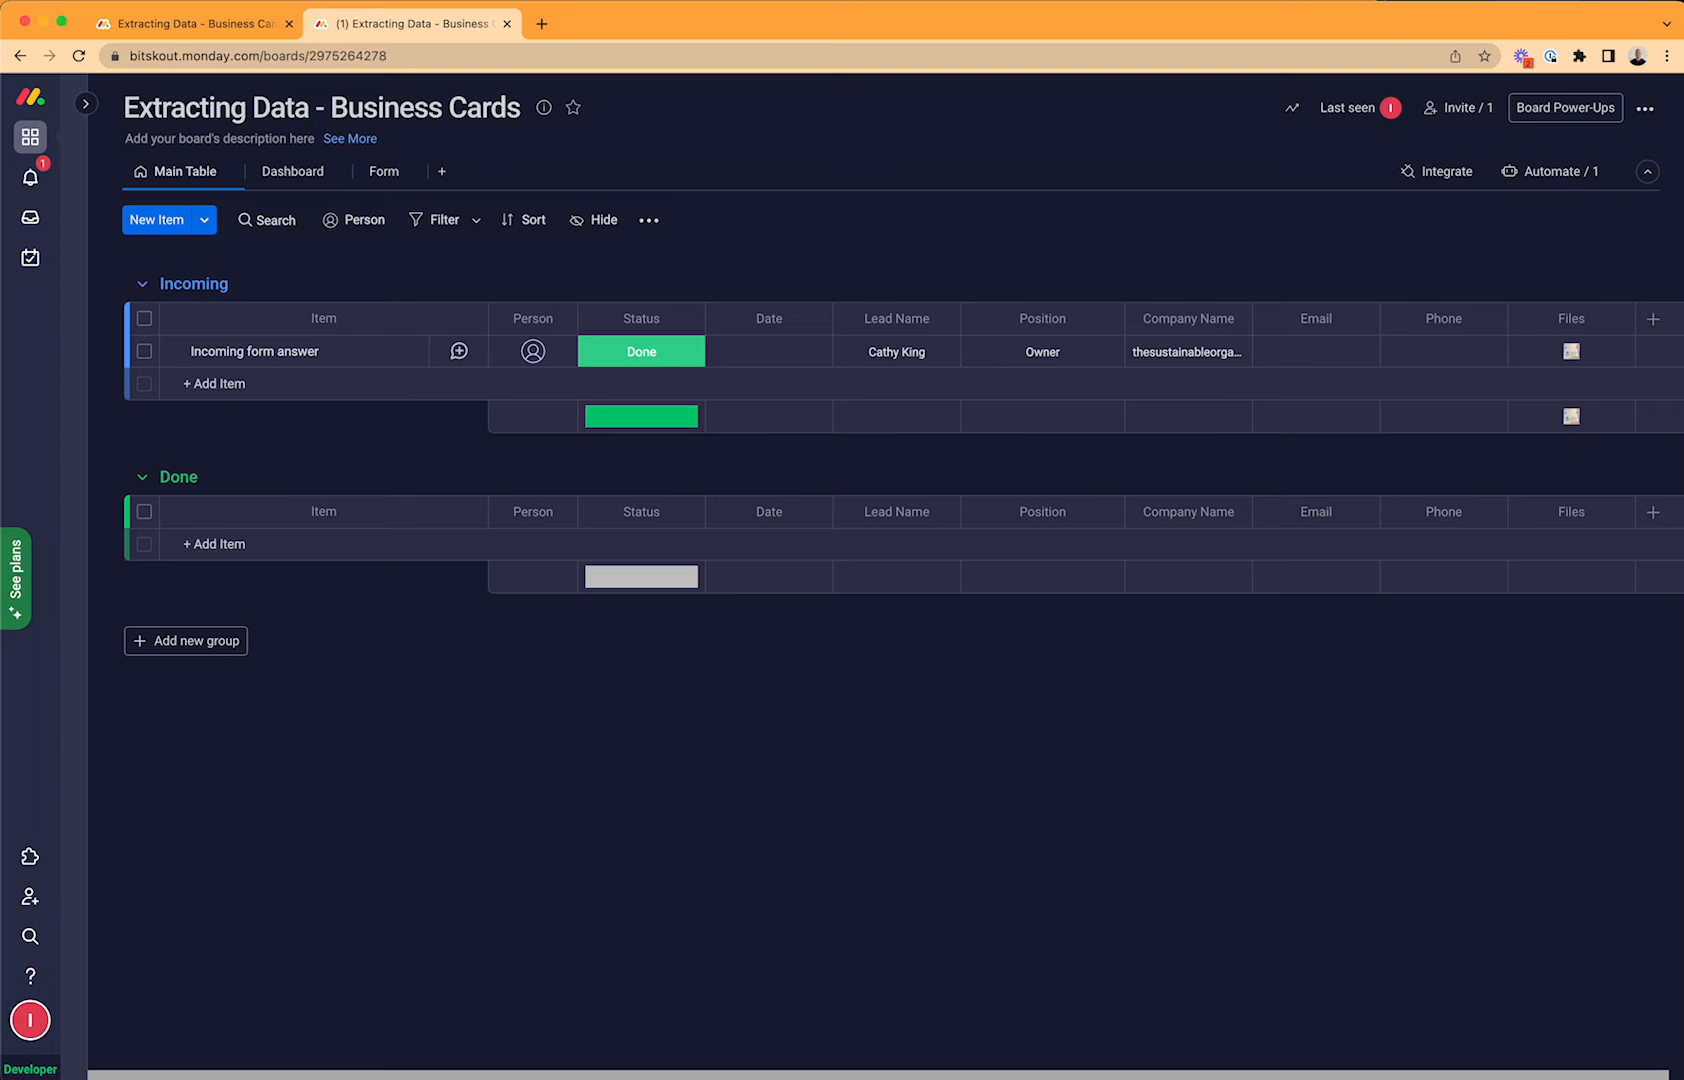 Extracting Data - Business Car
(1) Extracting Data - Business
bitskout.monday.com/boards/2975264278
2
Extracting Data - Business Cards
Last seen I
Invite / 1
Board Power-Ups
Add your board's description here See More
Main Table
Dashboard
Form
+
Integrate
Automate / 1
1
New Item
Search
Person
Filter
Sort
Hide
Incoming
Item Person Status Date Lead Name Position Company Name Email Phone Files
Incoming form answer Done Cathy King Owner thesustainableorga...
+ Add Item
Done
Item Person Status Date Lead Name Position Company Name Email Phone Files
+ Add Item
See plans
+ Add new group
?
I
Developer